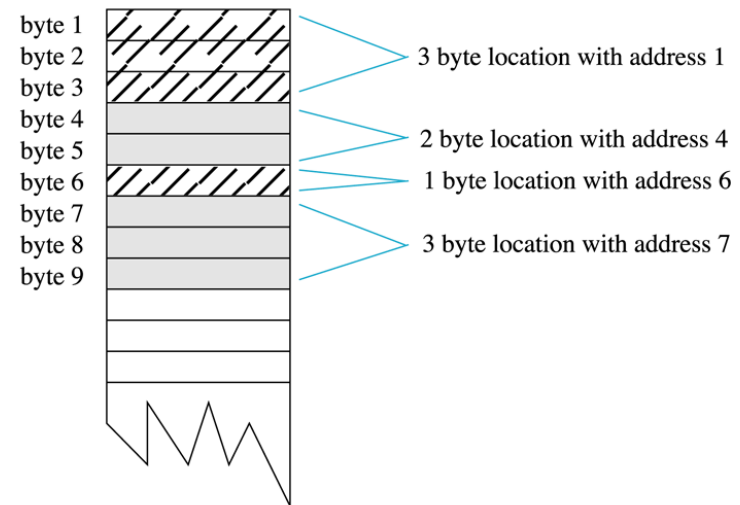 byte 1
byte 2
3 byte location with address 1
byte 3
byte 4
2 byte location with address 4
byte 5
byte 6
1 byte location with address 6
byte 7
byte 8
3 byte location with address 7
byte 9